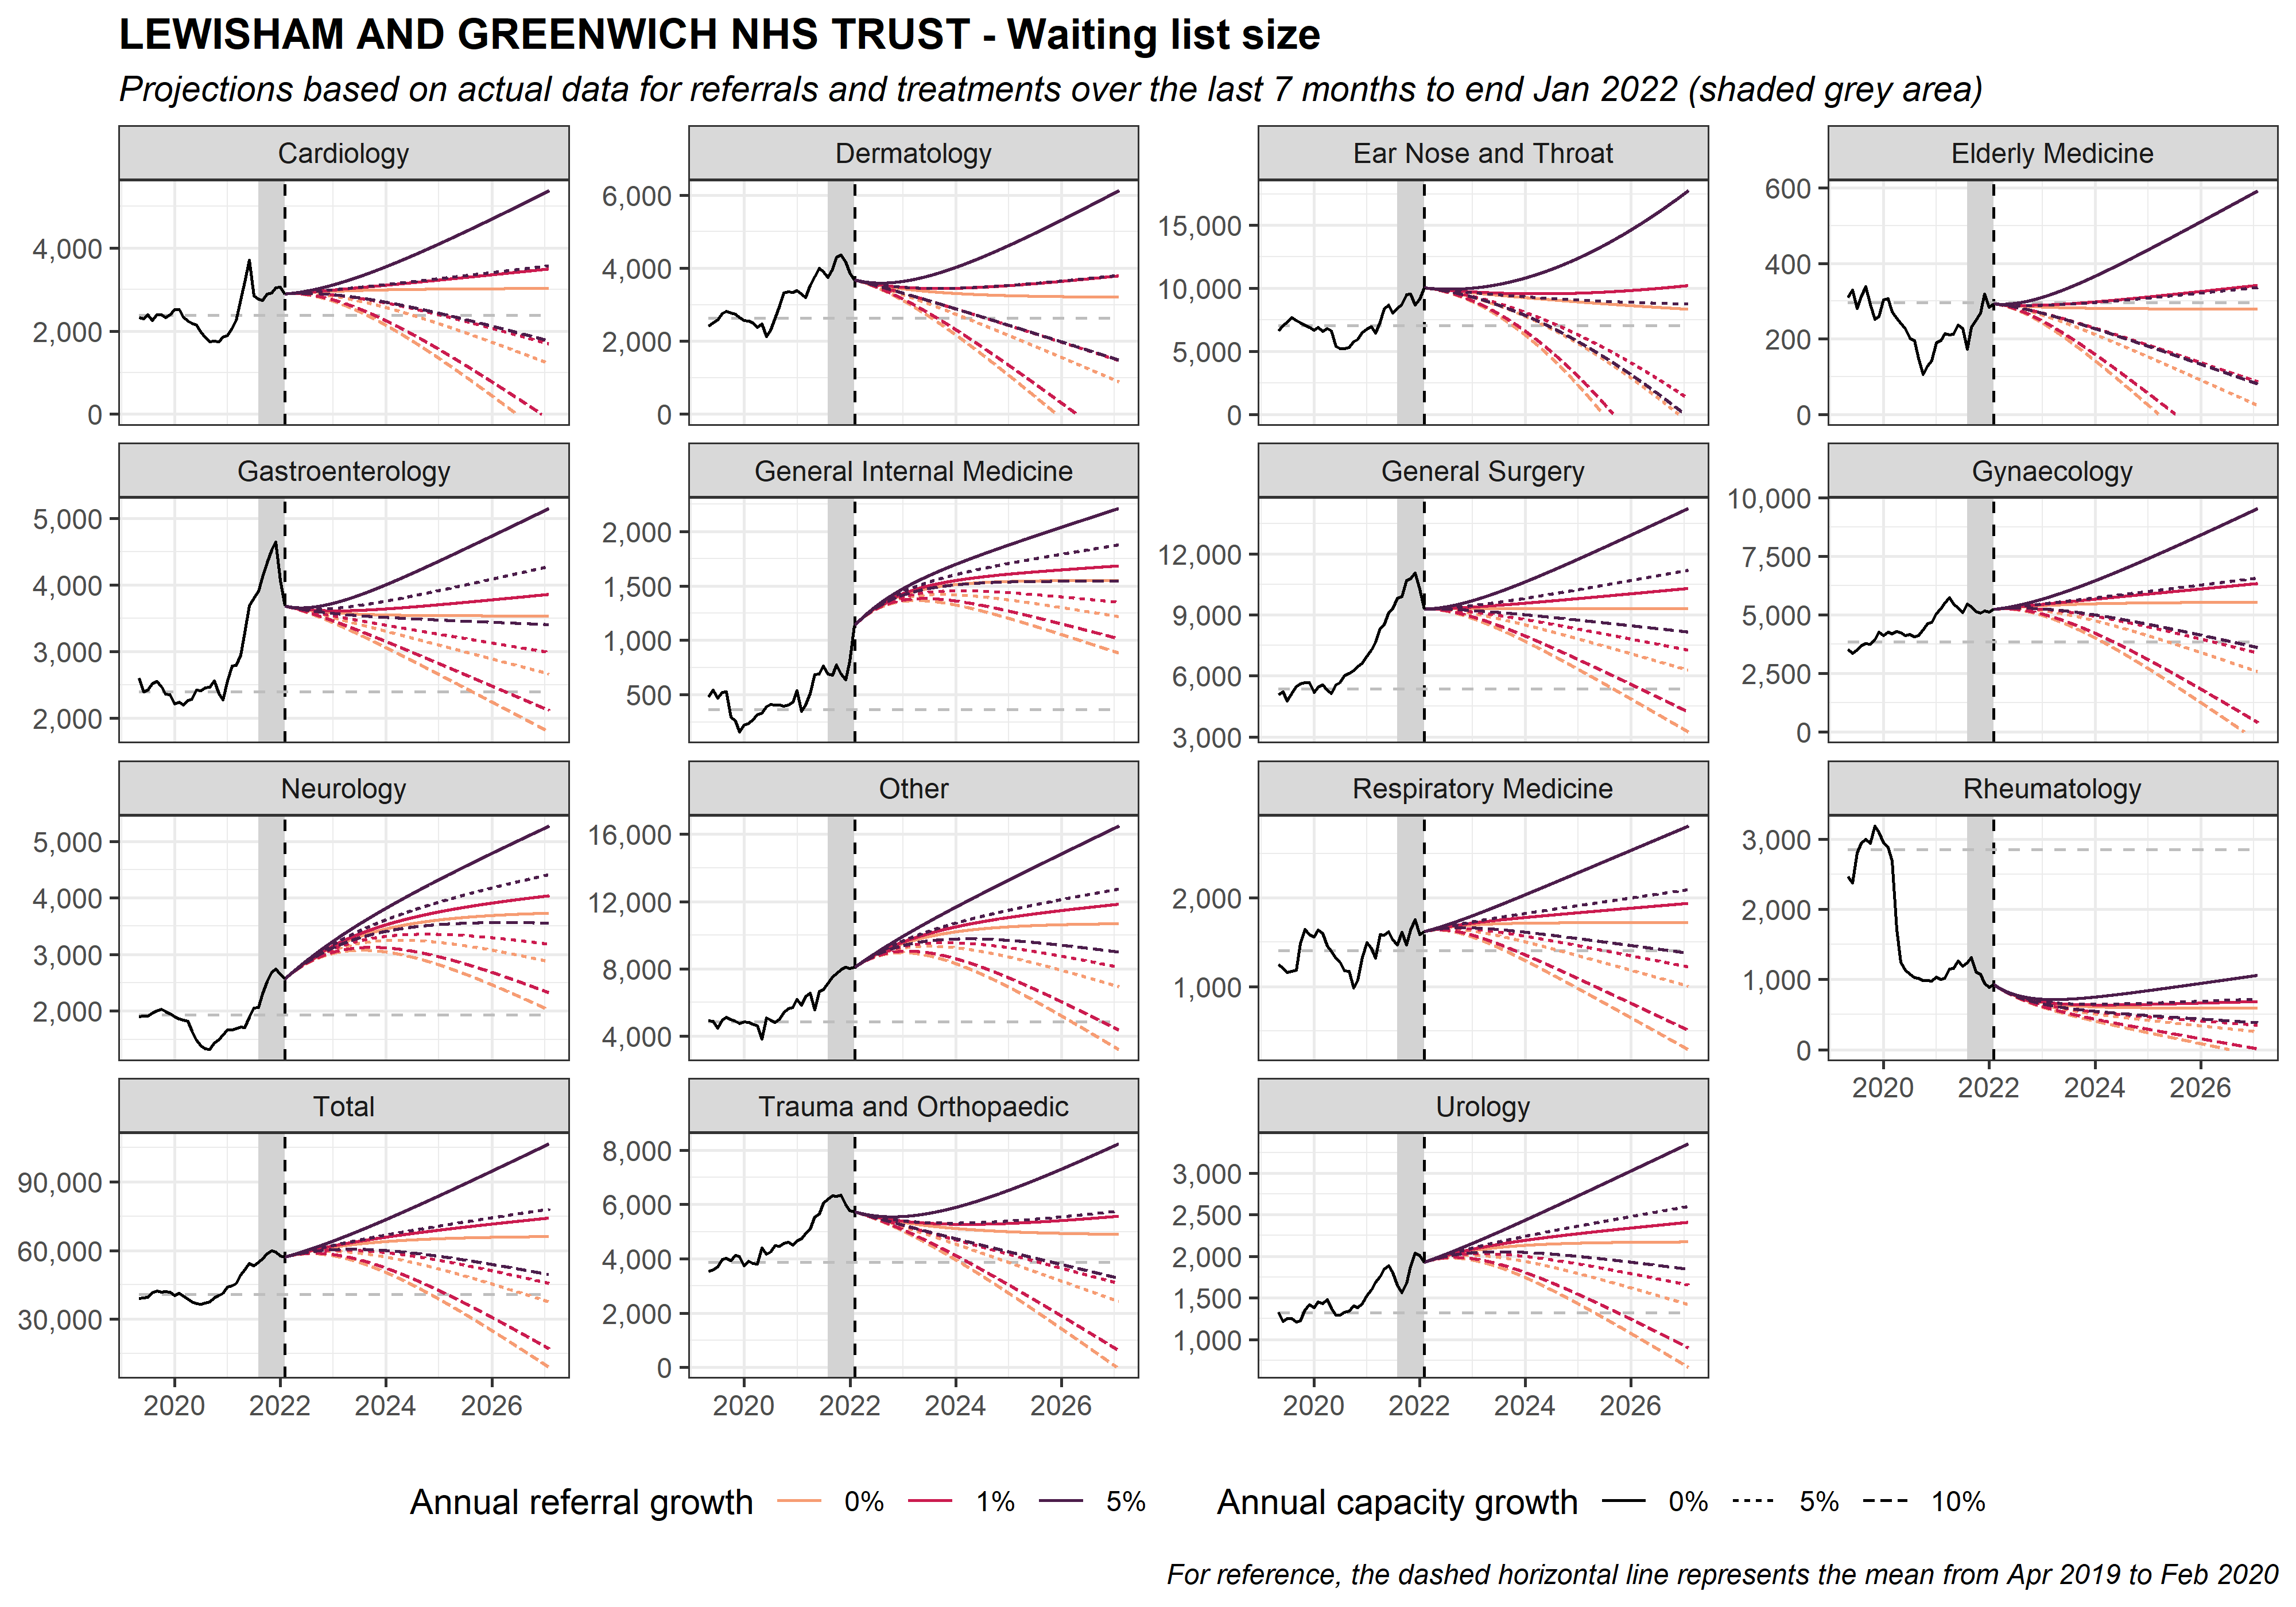 LEWISHAM AND GREENWICH NHS TRUST - Waiting list size
Projections based on actual data for referrals and treatments over the last 7 months to end Jan 2022 (shaded grey area)
Cardiology
4,000
2,000
0
Dermatology
6,000
4,000
2,000
0
Ear Nose and Throat
15,000
10,000
5,000
0
Elderly Medicine
600
400
200
0
Gastroenterology
5,000
4,000
3,000
2,000
General Internal Medicine
2,000
1,500
1,000
500
General Surgery
12,000
9,000
6,000
3,000
Gynaecology
10,000
7,500
5,000
2,500
0
Neurology
5,000
4,000
3,000
2,000
Other
16,000
12,000
8,000
4,000
Respiratory Medicine
2,000
1,000
Rheumatology
3,000
2,000
1,000
0
2020 2022 2024 2026
Total
90,000
60,000
30,000
2020 2022 2024 2026
Trauma and Orthopaedic
8,000
6,000
4,000
2,000
0
2020 2022 2024 2026
Urology
3,000
2,500
2,000
1,500
1,000
2020 2022 2024 2026
Annual referral growth 0% 1% 5% Annual capacity growth 0% 5% 10%
For reference, the dashed horizontal line represents the mean from Apr 2019 to Feb 2020